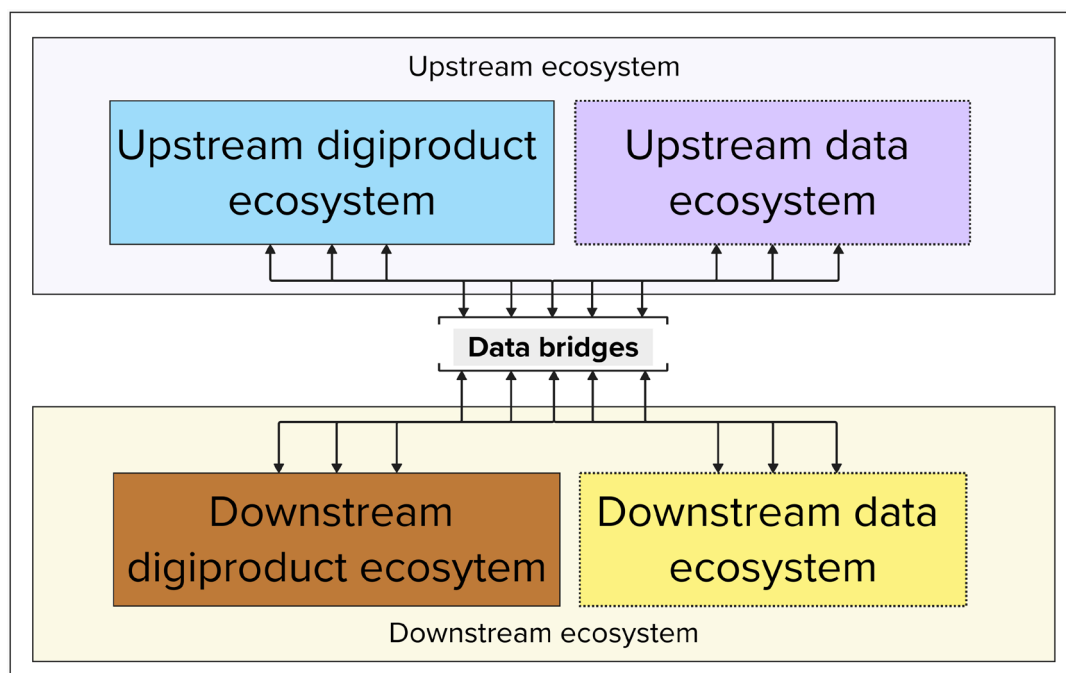 Upstream ecosystem
Upstream digiproduct
ecosystem
Upstream data
ecosystem
Data bridges
Downstream
digiproduct ecosytem
Downstream data
ecosystem
Downstream ecosystem